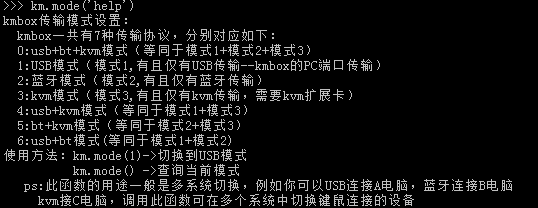 >>> km.mode('help')
kmbox传输模式设置：
kmbox一共有7种传输协议，分别对应如下：
0:usb+bt+kvm模式（等同于模式1+模式2+模式3）
1:USB模式（模式1,有且仅有USB传输--kmbox的PC端口传输）
2:蓝牙模式（模式2,有且仅有蓝牙传输）
3:kvm模式（模式3,有且仅有kvm传输，需要kvm扩展卡）
4:usb+kvm模式（等同于模式1+模式3）
5:bt+kvm模式（等同于模式2+模式3）
6:usb+bt模式(等同于模式1+模式2）
使用方法：km.mode(1)->切换到USB模式
km.mode() ->查询当前模式
ps:此函数的用途一般是多系统切换，例如你可以USB连接A电脑，蓝牙连接B电脑
kvm接C电脑，调用此函数可在多个系统中切换键鼠连接的设备